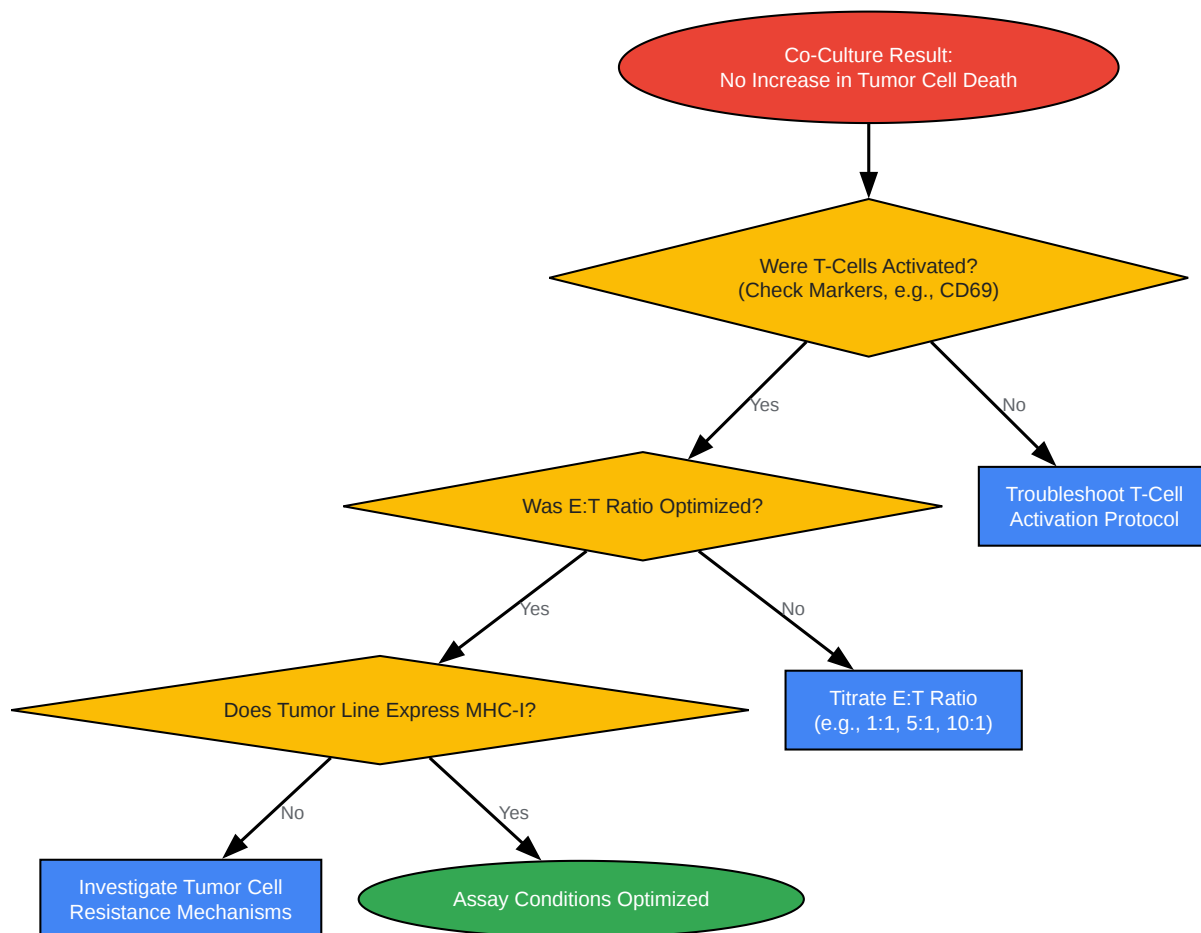 Co-Culture Result:
No Increase in Tumor Cell Death
Were T-Cells Activated?
(Check Markers, e.g., CD69)
Yes
No
Was E:T Ratio Optimized?
Troubleshoot T-Cell
Activation Protocol
Yes
No
Does Tumor Line Express MHC-I?
Titrate E:T Ratio
(e.g., 1:1, 5:1, 10:1)
No
Yes
Investigate Tumor Cell
Resistance Mechanisms
Assay Conditions Optimized